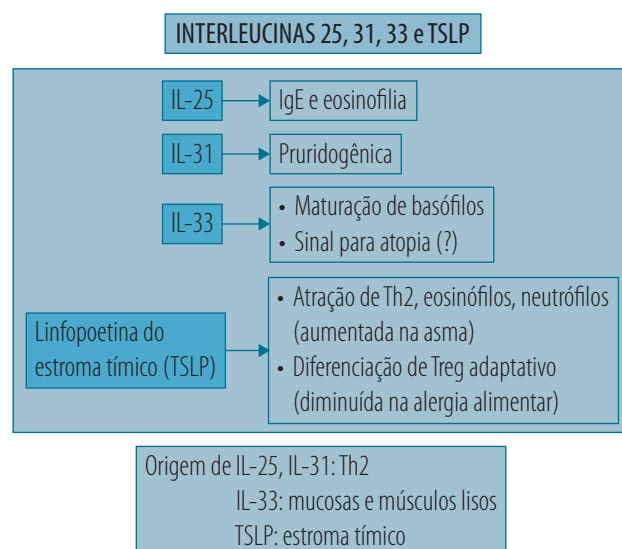 INTERLEUCINAS 25, 31, 33 e TSLP
IL-25
IgE e eosinofilia
IL-31
Pruridogênica
IL-33
• Maturação de basófilos
• Sinal para atopia (?)
Linfopoetina do
estroma tímico (TSLP)
• Atração de Th2, eosinófilos, neutrófilos
(aumentada na asma)
• Diferenciação de Treg adaptativo
(diminuída na alergia alimentar)
Origem de IL-25, IL-31: Th2
IL-33: mucosas e músculos lisos
TSLP: estroma tímico